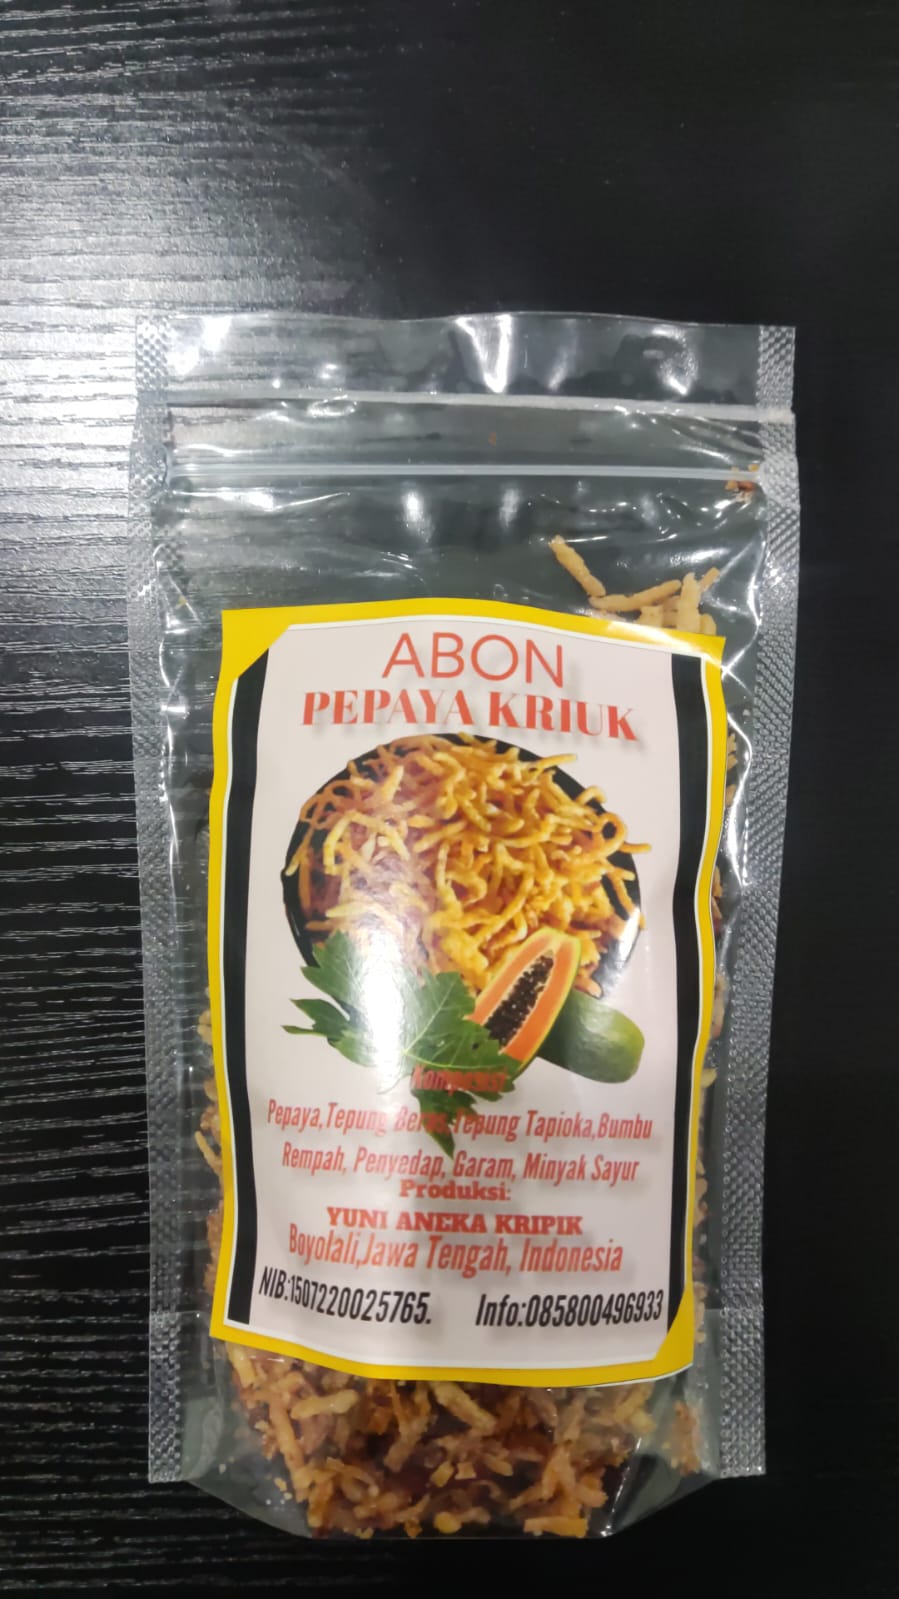 ABON
PEPAYA KRIUK
Komposisi
Pepaya,Tepung Beras,Tepung Tapioka,Bumbu
Rempah, Penyedap, Garam, Minyak Sayur
Produksi:
YUNI ANEKA KRIPIK
Boyolali,Jawa Tengah, Indonesia
NIB:1507220025765. Info:085800496933